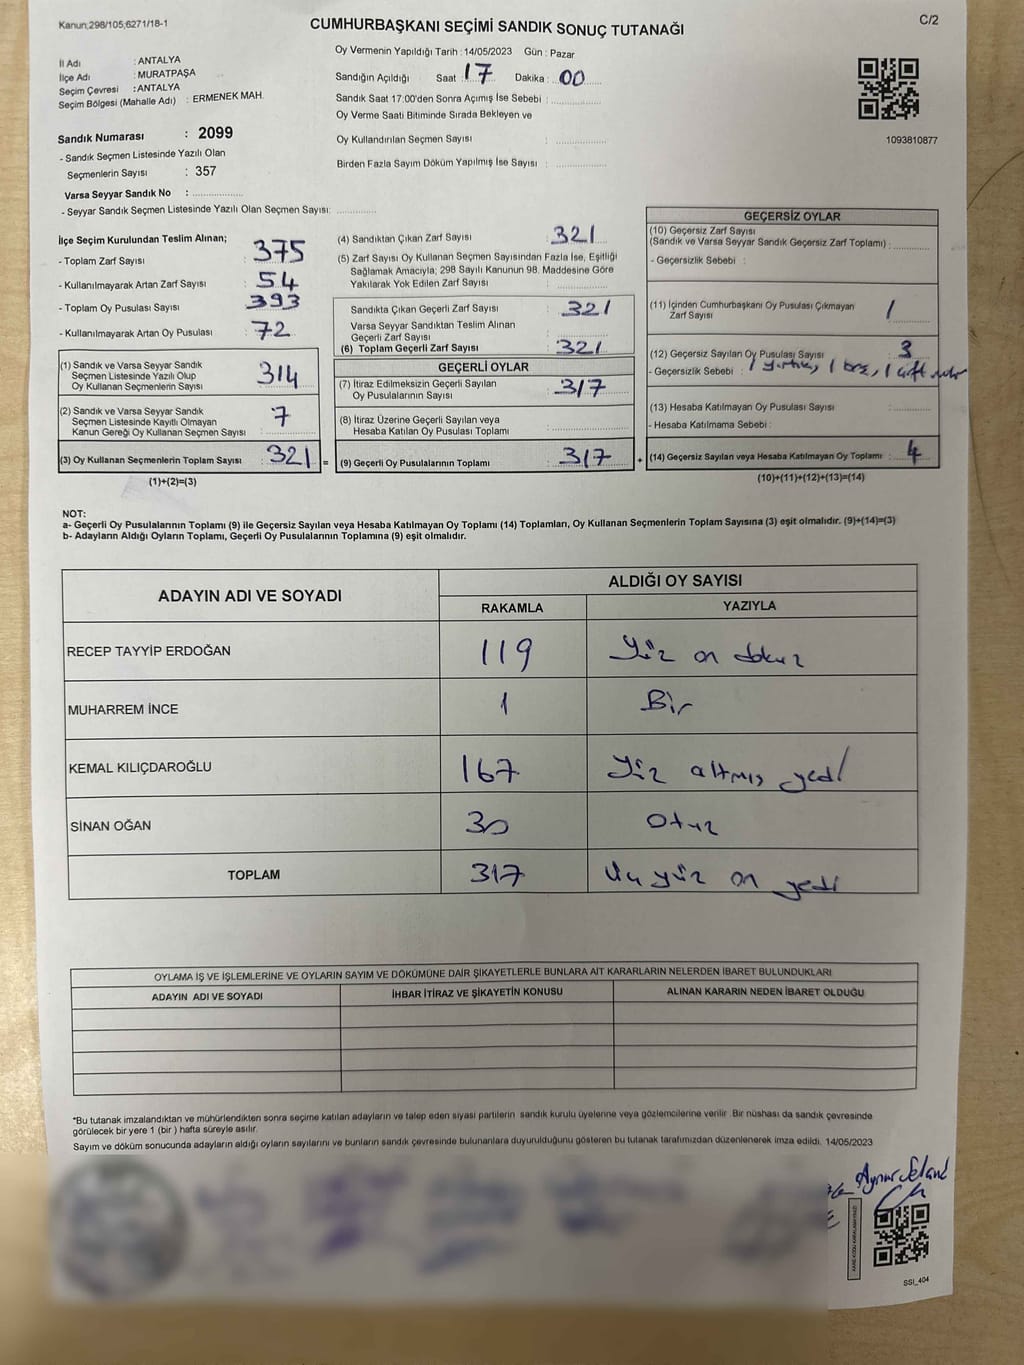 Kanun;298/105;6271/18-1
CUMHURBAŞKANI SEÇİMİ SANDIK SONUÇ TUTANAĞI
C/2
İl Adı : ANTALYA
İlçe Adı : MURATPAŞA
Seçim Çevresi : ANTALYA
Seçim Bölgesi (Mahalle Adı) : ERMENEK MAH.
Sandık Numarası : 2099
- Sandık Seçmen Listesinde Yazılı Olan
Seçmenlerin Sayısı : 357
Varsa Seyyar Sandık No : ..............
- Seyyar Sandık Seçmen Listesinde Yazılı Olan Seçmen Sayısı: ............
Oy Vermenin Yapıldığı Tarih : 14/05/2023 Gün : Pazar
Sandığın Açıldığı Saat : 17 Dakika : 00
Sandık Saat 17:00'den Sonra Açımış İse Sebebi : ..............
Oy Verme Saati Bitiminde Sırada Bekleyen ve
Oy Kullandırılan Seçmen Sayısı : ..............
Birden Fazla Sayım Döküm Yapılmış İse Sayısı : ..............
1093810877
İlçe Seçim Kurulundan Teslim Alınan;
- Toplam Zarf Sayısı : 375
- Kullanılmayarak Artan Zarf Sayısı : 54
- Toplam Oy Pusulası Sayısı : 393
- Kullanılmayarak Artan Oy Pusulası : 72
(1) Sandık ve Varsa Seyyar Sandık
Seçmen Listesinde Yazılı Olup
Oy Kullanan Seçmenlerin Sayısı : 314
(2) Sandık ve Varsa Seyyar Sandık
Seçmen Listesinde Kayıtlı Olmayan
Kanun Gereği Oy Kullanan Seçmen Sayısı : 7
(3) Oy Kullanan Seçmenlerin Toplam Sayısı : 321 =
(1)+(2)=(3)
(4) Sandıktan Çıkan Zarf Sayısı : 321
(5) Zarf Sayısı Oy Kullanan Seçmen Sayısından Fazla İse, Eşitliği
Sağlamak Amacıyla; 298 Sayılı Kanunun 98. Maddesine Göre
Yakılarak Yok Edilen Zarf Sayısı : ..............
Sandıkta Çıkan Geçerli Zarf Sayısı : 321
Varsa Seyyar Sandıktan Teslim Alınan
Geçerli Zarf Sayısı : ..............
(6) Toplam Geçerli Zarf Sayısı : 321
GEÇERLİ OYLAR
(7) İtiraz Edilmeksizin Geçerli Sayılan
Oy Pusulalarının Sayısı : 317
(8) İtiraz Üzerine Geçerli Sayılan veya
Hesaba Katılan Oy Pusulası Toplamı : ..............
(9) Geçerli Oy Pusulalarının Toplamı : 317 +
GEÇERSİZ OYLAR
(10) Geçersiz Zarf Sayısı
(Sandık ve Varsa Seyyar Sandık Geçersiz Zarf Toplamı) : ..........
- Geçersizlik Sebebi :
(11) İçinden Cumhurbaşkanı Oy Pusulası Çıkmayan
Zarf Sayısı : 1
(12) Geçersiz Sayılan Oy Pusulası Sayısı : 3
- Geçersizlik Sebebi : 1 yırtık, 1 boş, 1 çift
(13) Hesaba Katılmayan Oy Pusulası Sayısı : ..........
- Hesaba Katılmama Sebebi :
(14) Geçersiz Sayılan veya Hesaba Katılmayan Oy Toplamı : 4
(10)+(11)+(12)+(13)=(14)
NOT:
a- Geçerli Oy Pusulalarının Toplamı (9) ile Geçersiz Sayılan veya Hesaba Katılmayan Oy Toplamı (14) Toplamları, Oy Kullanan Seçmenlerin Toplam Sayısına (3) eşit olmalıdır. (9)+(14)=(3)
b- Adayların Aldığı Oyların Toplamı, Geçerli Oy Pusulalarının Toplamına (9) eşit olmalıdır.
ADAYIN ADI VE SOYADI ALDIĞI OY SAYISI
RAKAMLA YAZIYLA
RECEP TAYYİP ERDOĞAN 119 Yüz on dokuz
MUHARREM İNCE 1 Bir
KEMAL KILIÇDAROĞLU 167 Yüz altmış yedi
SİNAN OĞAN 30 Otuz
TOPLAM 317 Üçyüz on yedi
OYLAMA İŞ VE İŞLEMLERİNE VE OYLARIN SAYIM VE DÖKÜMÜNE DAİR ŞİKAYETLERLE BUNLARA AİT KARARLARIN NELERDEN İBARET BULUNDUKLARI
ADAYIN ADI VE SOYADI İHBAR İTİRAZ VE ŞİKAYETİN KONUSU ALINAN KARARIN NEDEN İBARET OLDUĞU
*Bu tutanak imzalandıktan ve mühürlendikten sonra seçime katılan adayların ve talep eden siyasi partilerin sandık kurulu üyelerine veya gözlemcilerine verilir. Bir nüshası da sandık çevresinde
görülecek bir yere 1 (bir ) hafta süreyle asılır.
Sayım ve döküm sonucunda adayların aldığı oyların sayılarını ve bunların sandık çevresinde bulunanlara duyurulduğunu gösteren bu tutanak tarafımızdan düzenlenerek imza edildi. 14/05/2023
SSİ_404